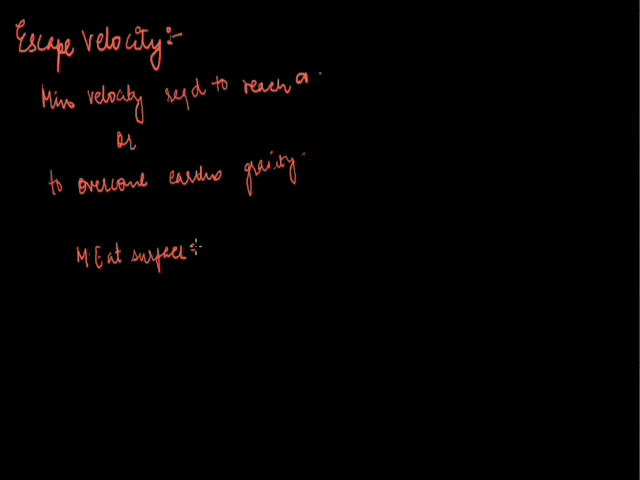 Escape Velocity:-
Min velocity reqd to reach ∞.
or
to overcome earths gravity.
M.E at surface =